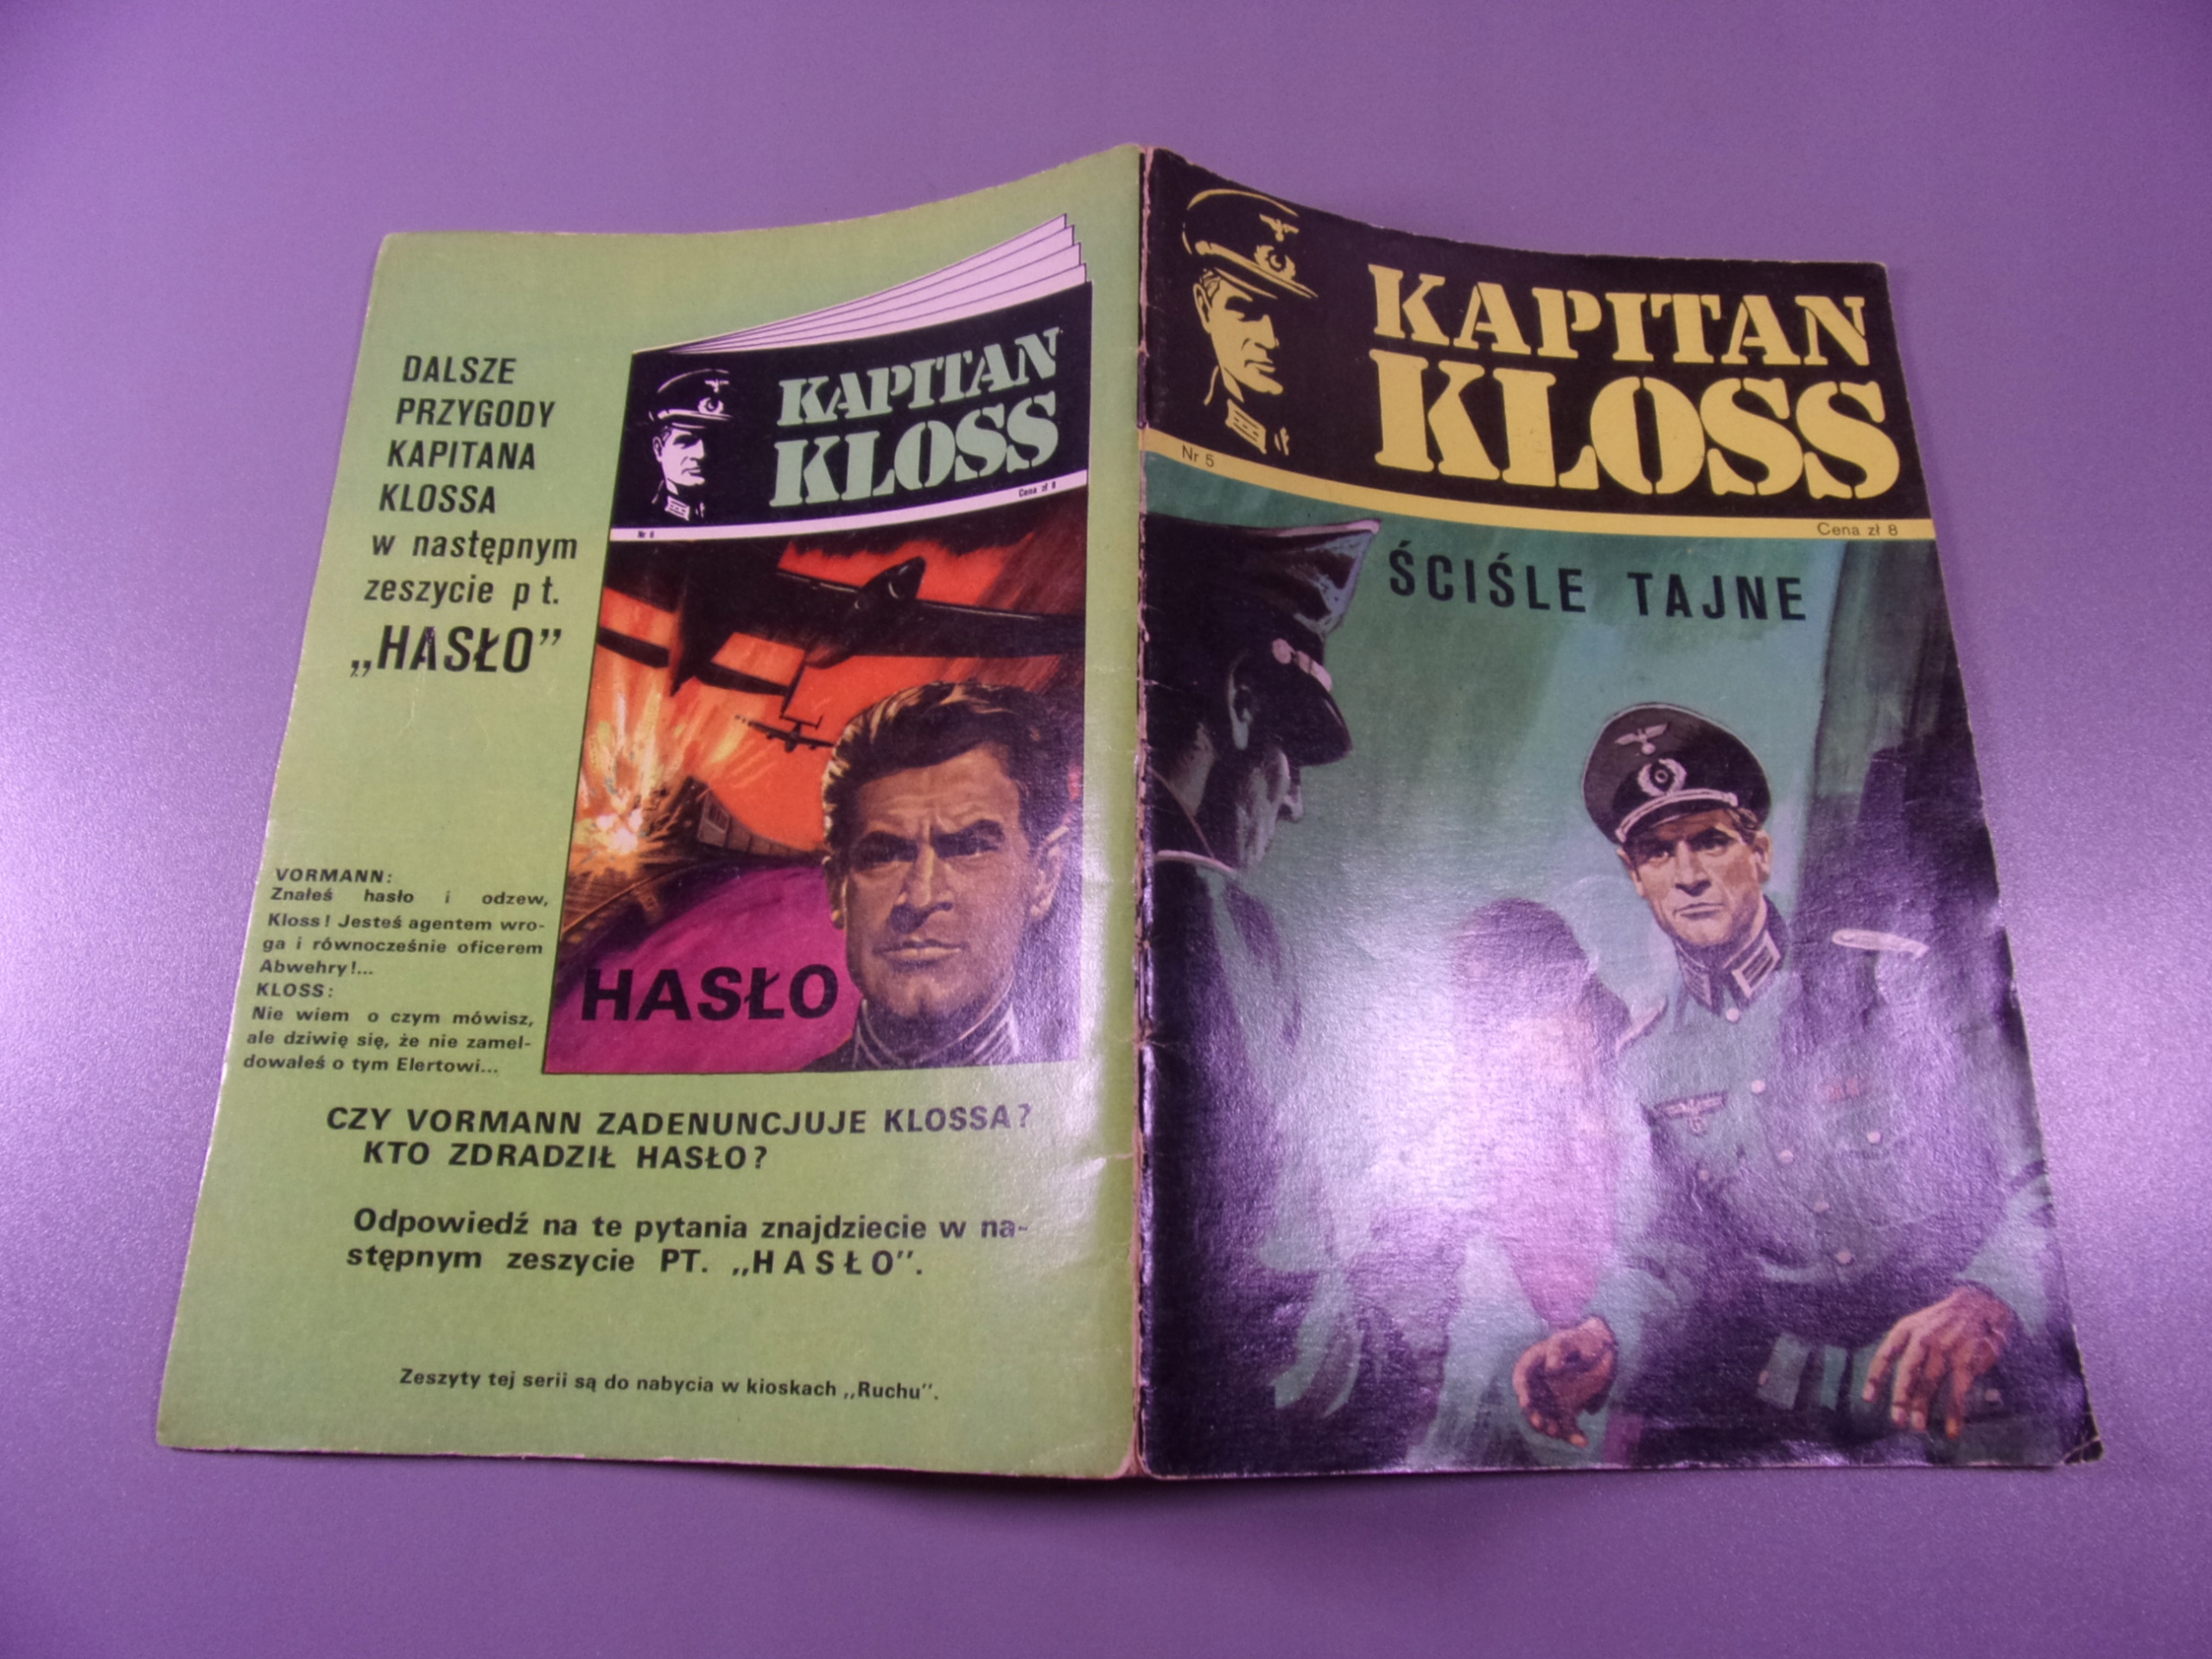 DALSZE
PRZYGODY
KAPITANA
KLOSSA
w następnym
zeszycie pt.
„HASŁO”
KAPITAN
KLOSS
Nr 6
Cena zł 8
HASŁO
VORMANN:
Znałeś hasło i odzew,
Kloss! Jesteś agentem wro-
ga i równocześnie oficerem
Abwehry!...
KLOSS:
Nie wiem o czym mówisz,
ale dziwię się, że nie zamel-
dowałeś o tym Elertowi...
CZY VORMANN ZADENUNCJUJE KLOSSA?
KTO ZDRADZIŁ HASŁO?
Odpowiedź na te pytania znajdziecie w na-
stępnym zeszycie PT. „HASŁO”.
Zeszyty tej serii są do nabycia w kioskach „Ruchu”.
KAPITAN
KLOSS
Nr 5
Cena zł 8
ŚCIŚLE TAJNE